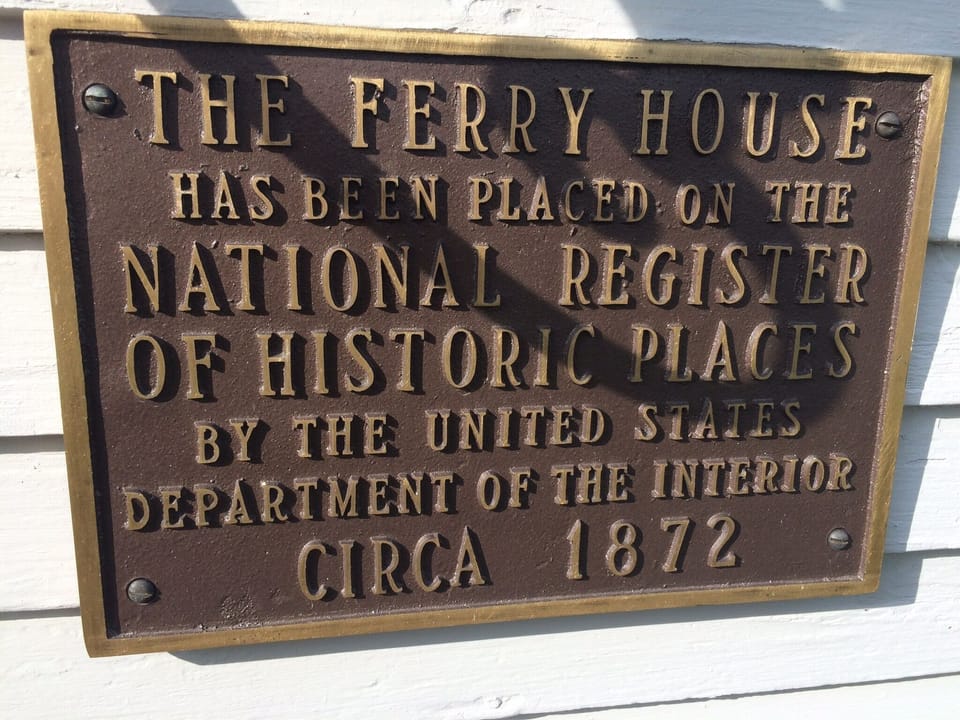 THE FERRY HOUSE
HAS BEEN PLACED ON THE
NATIONAL REGISTER
OF HISTORIC PLACES
BY THE UNITED STATES
DEPARTMENT OF THE INTERIOR
CIRCA 1872